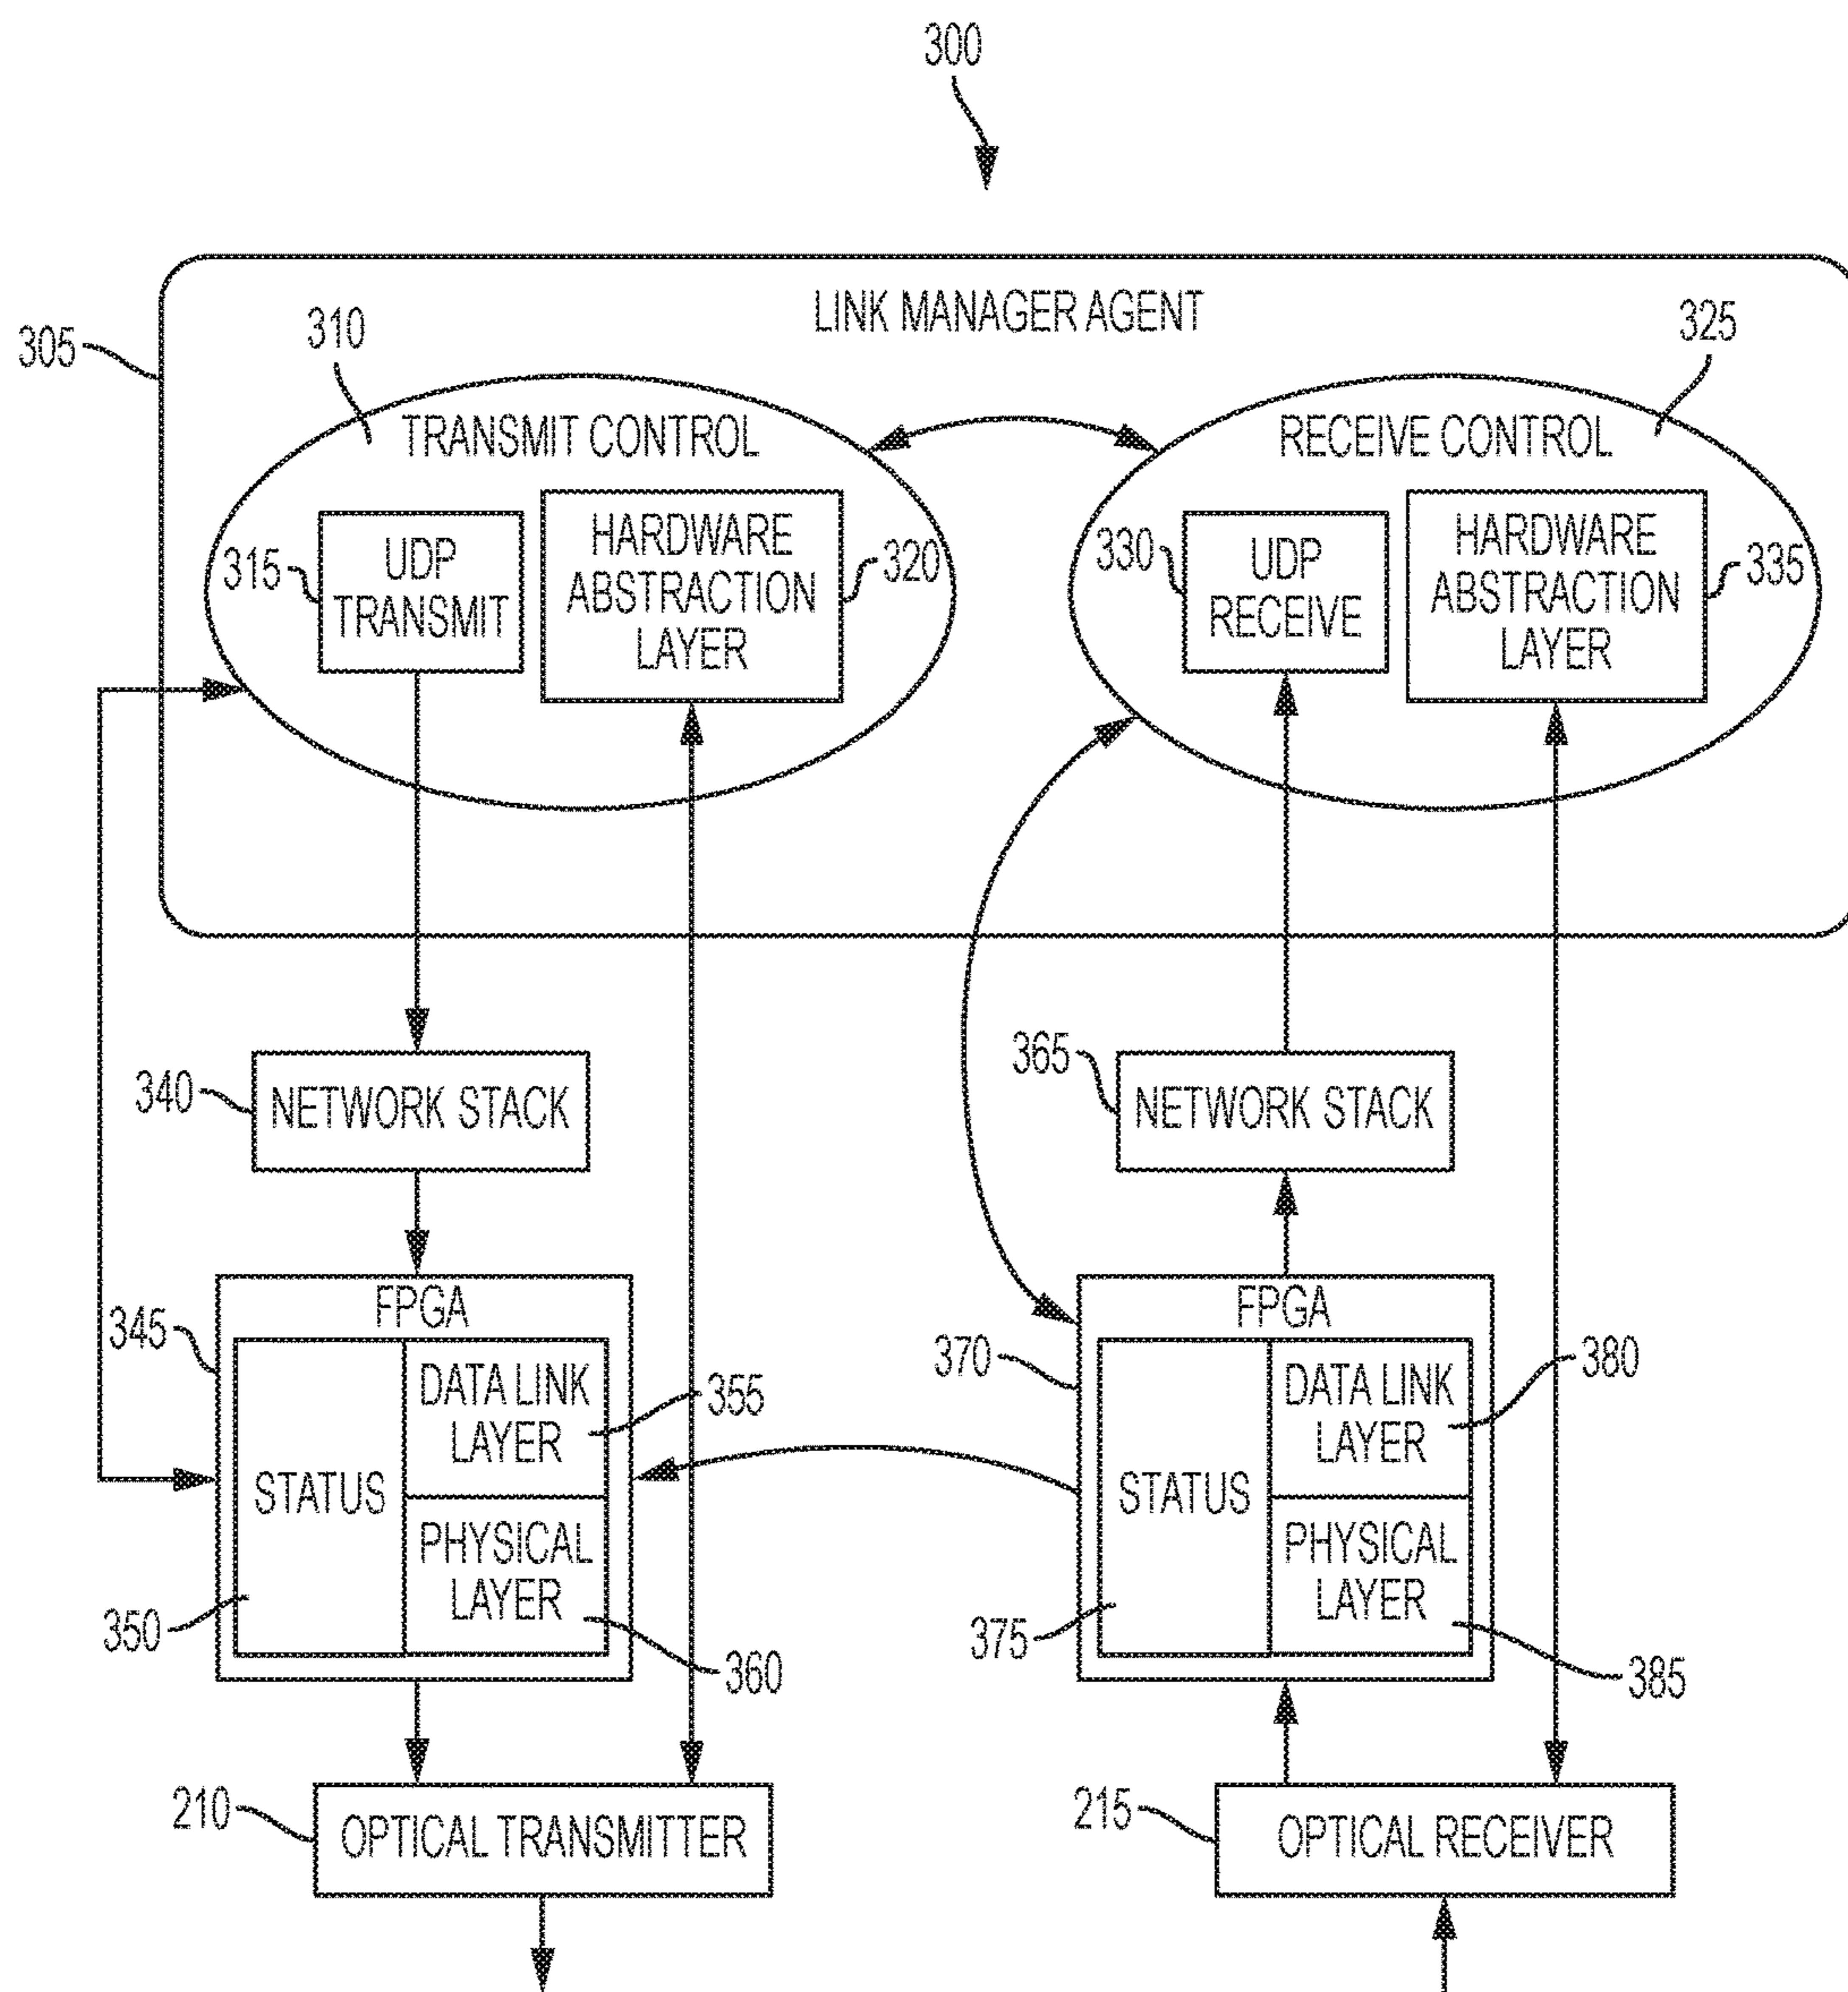 300
LINK MANAGER AGENT
305
310
325
TRANSMIT CONTROL
RECEIVE CONTROL
315
UDP
TRANSMIT
HARDWARE
ABSTRACTION
LAYER
320
330
UDP
RECEIVE
HARDWARE
ABSTRACTION
LAYER
335
340
NETWORK STACK
365
NETWORK STACK
345
FPGA
STATUS
DATA LINK
LAYER
355
PHYSICAL
LAYER
350
360
370
FPGA
STATUS
DATA LINK
LAYER
380
PHYSICAL
LAYER
375
385
210
OPTICAL TRANSMITTER
215
OPTICAL RECEIVER